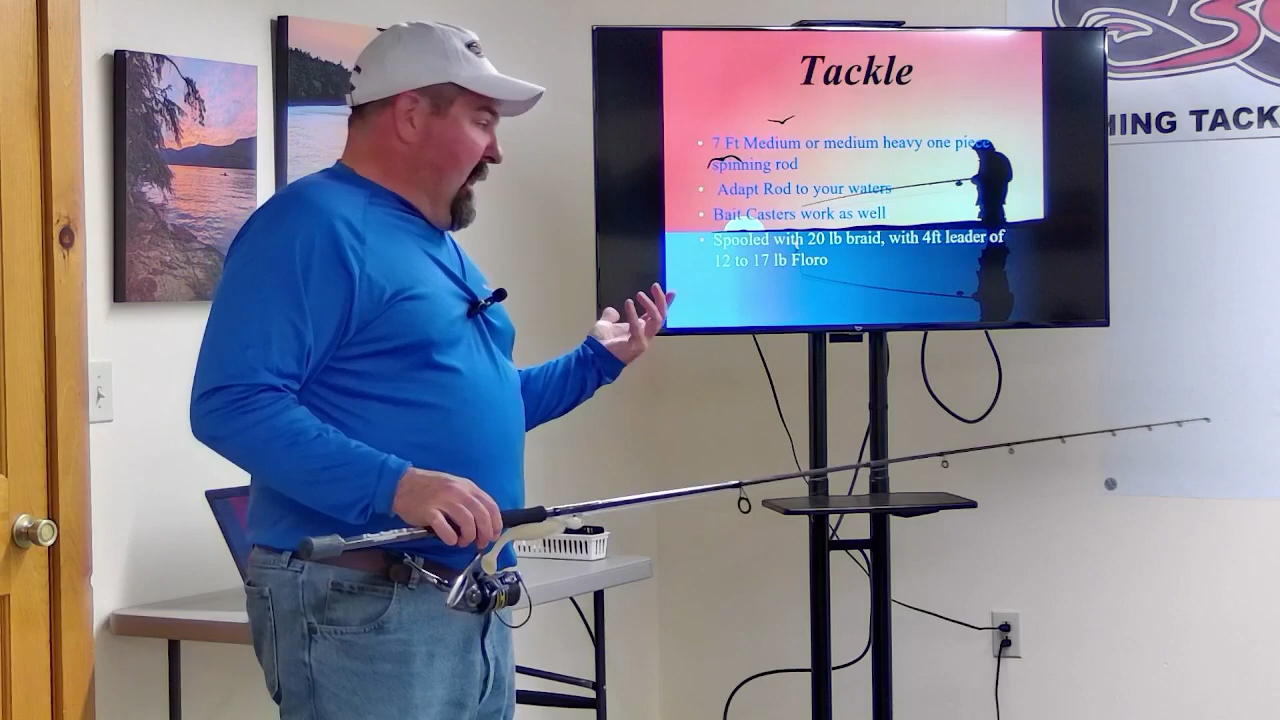 Tackle
7 Ft Medium or medium heavy one piece
spinning rod
Adapt Rod to your waters
Bait Casters work as well
Spooled with 20 lb braid, with 4ft leader of
12 to 17 lb Floro
HING TACK